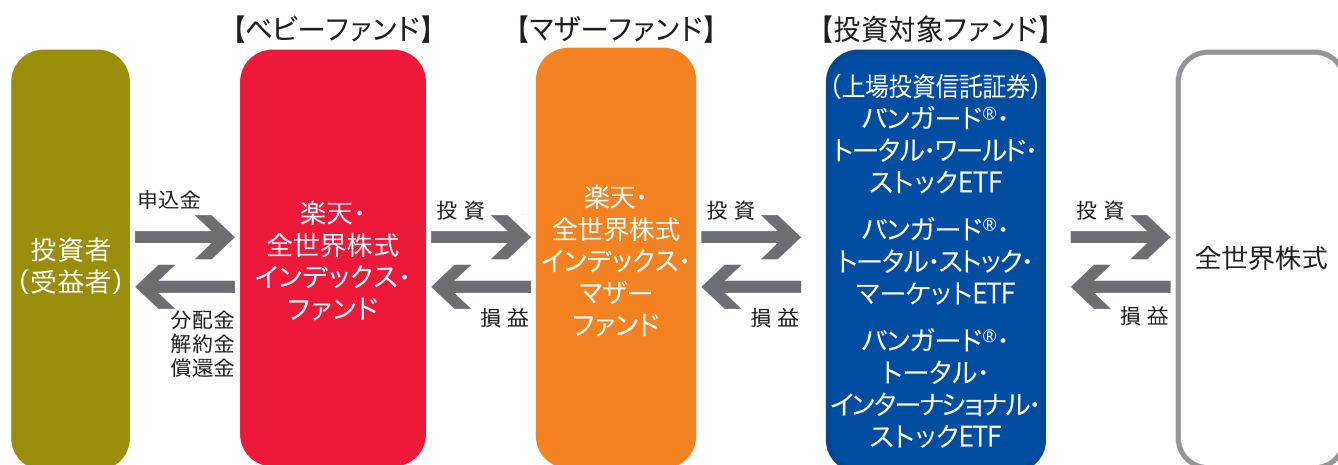 【ベビーファンド】
【マザーファンド】
【投資対象ファンド】
投資者
（受益者）
申込金
分配金
解約金
償還金
楽天・
全世界株式
インデックス・
ファンド
投資
損益
楽天・
全世界株式
インデックス・
マザー
ファンド
投資
損益
（上場投資信託証券）
バンガード®・
トータル・ワールド・
ストックETF
バンガード®・
トータル・ストック・
マーケットETF
バンガード®・
トータル・
インターナショナル・
ストックETF
投資
損益
全世界株式